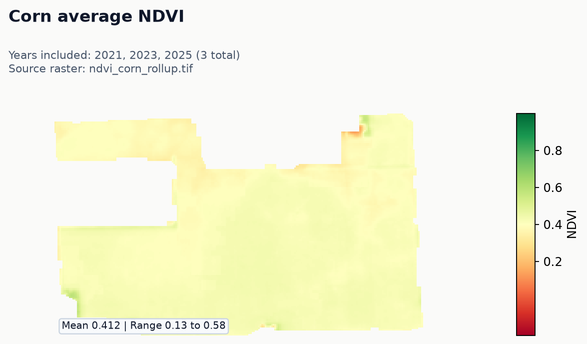 Corn average NDVI
Years included: 2021, 2023, 2025 (3 total)
Source raster: ndvi_corn_rollup.tif
0.8
0.6
0.4
0.2
NDVI
Mean 0.412 | Range 0.13 to 0.58